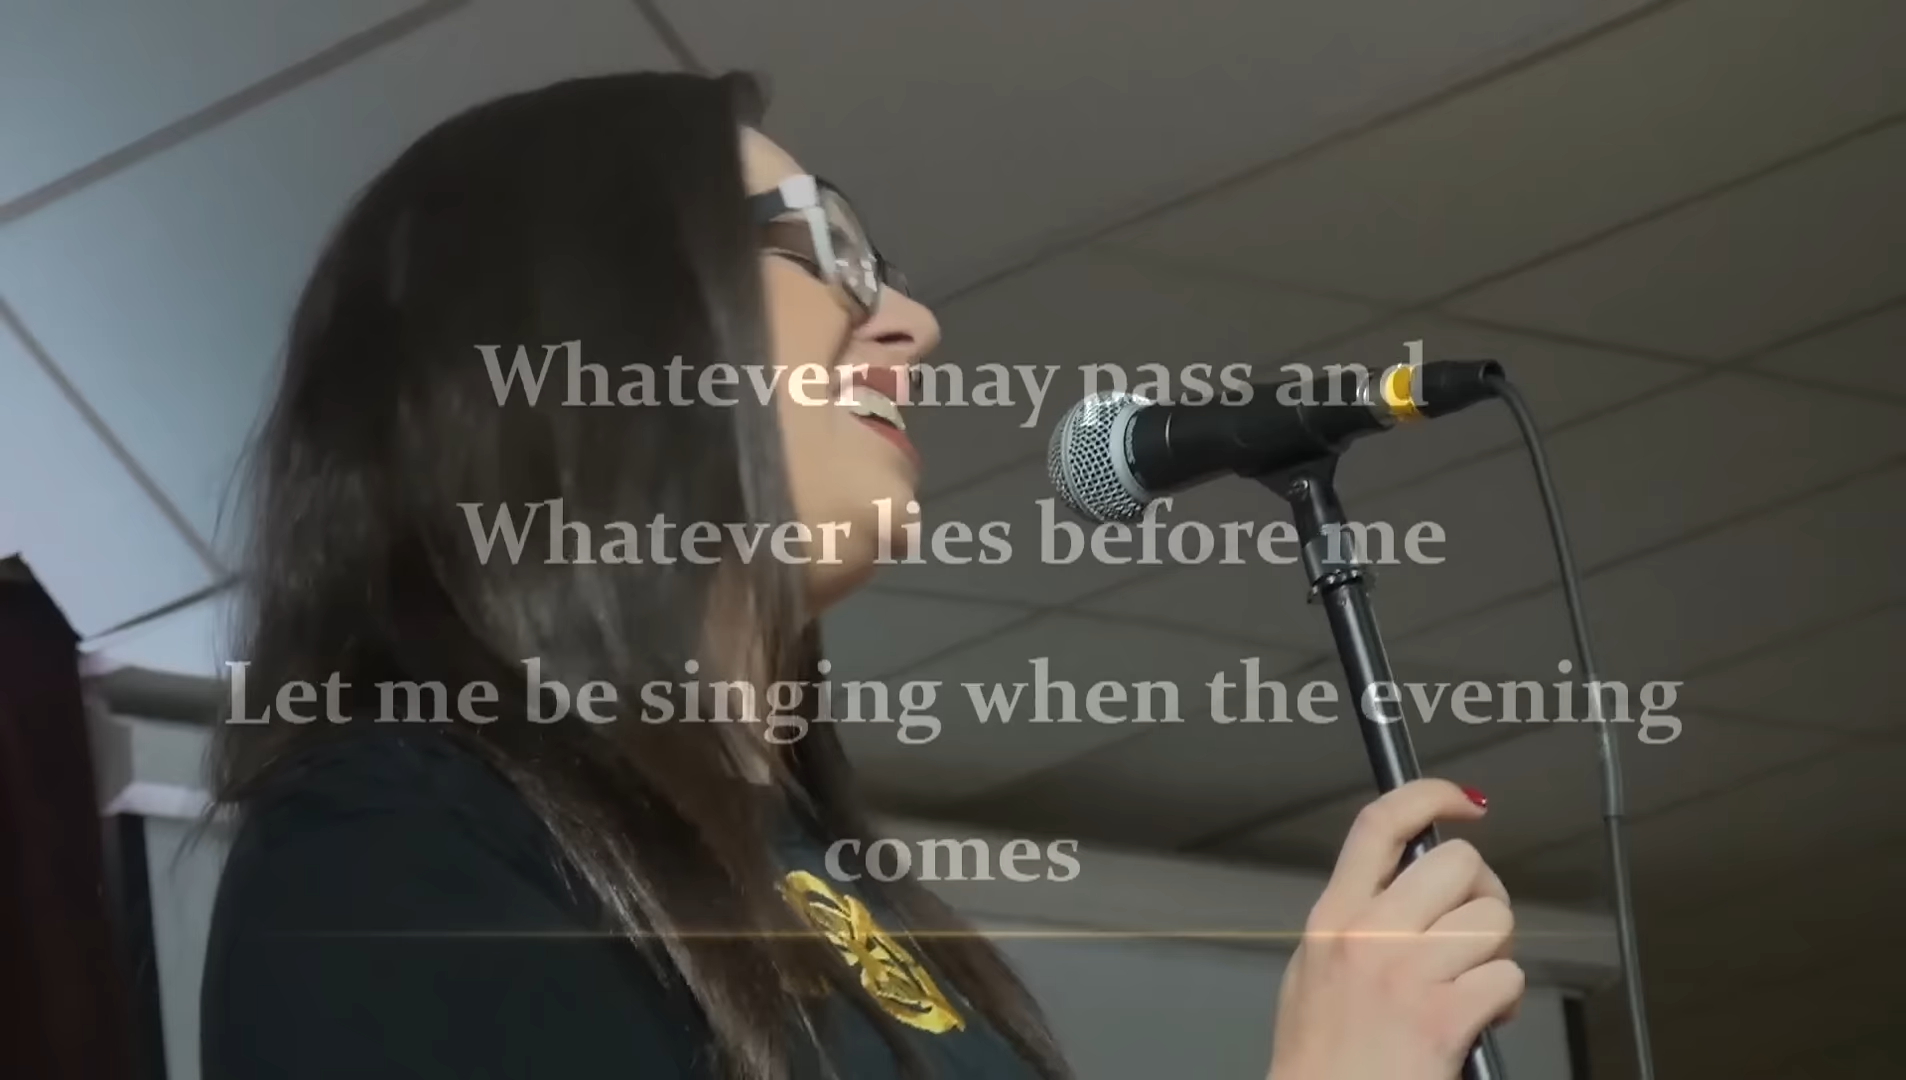 Whatever may pass and
Whatever lies before me
Let me be singing when the evening
comes